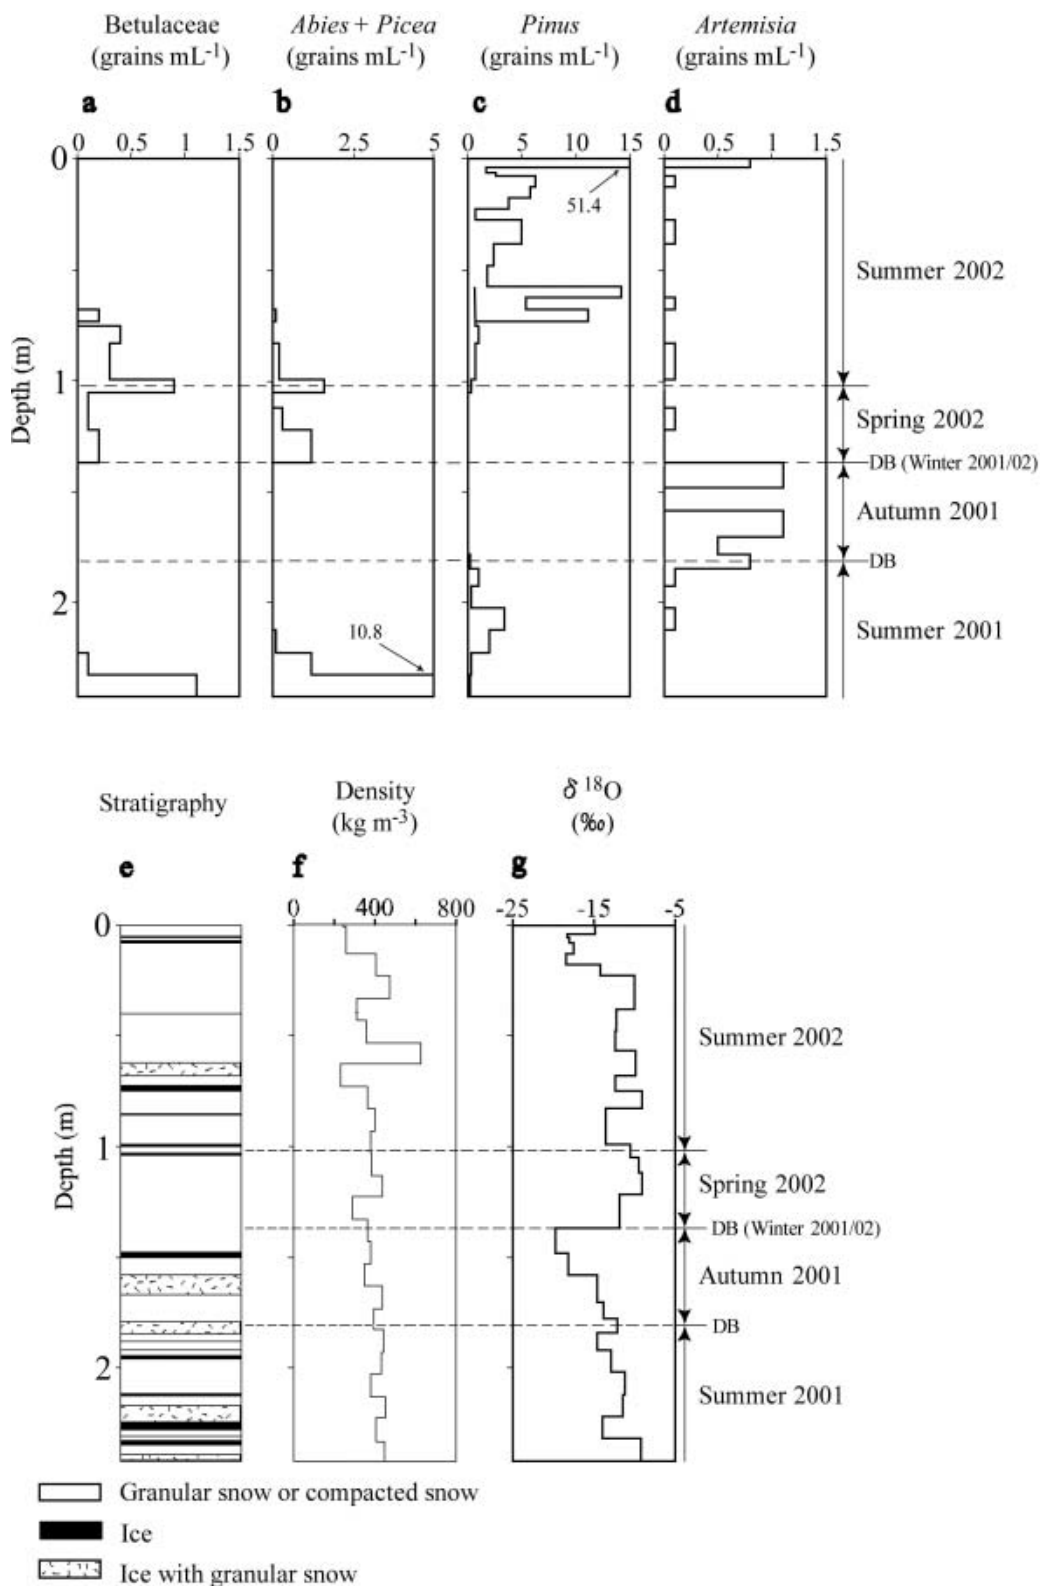 Betulaceae Abies + Picea Pinus Artemisia
(grains mL-1) (grains mL-1) (grains mL-1) (grains mL-1)
a b c d
0 0.5 1 1.5 0 2.5 5 0 5 10 15 0 0.5 1 1.5
0
51.4
Summer 2002
Depth (m)
1
Spring 2002
DB (Winter 2001/02)
Autumn 2001
DB
2
10.8
Summer 2001
Stratigraphy Density δ 18O
(kg m-3) (‰)
e f g
0 400 800 -25 -15 -5
0
Summer 2002
Depth (m)
1
Spring 2002
DB (Winter 2001/02)
Autumn 2001
DB
2
Summer 2001
Granular snow or compacted snow
Ice
Ice with granular snow